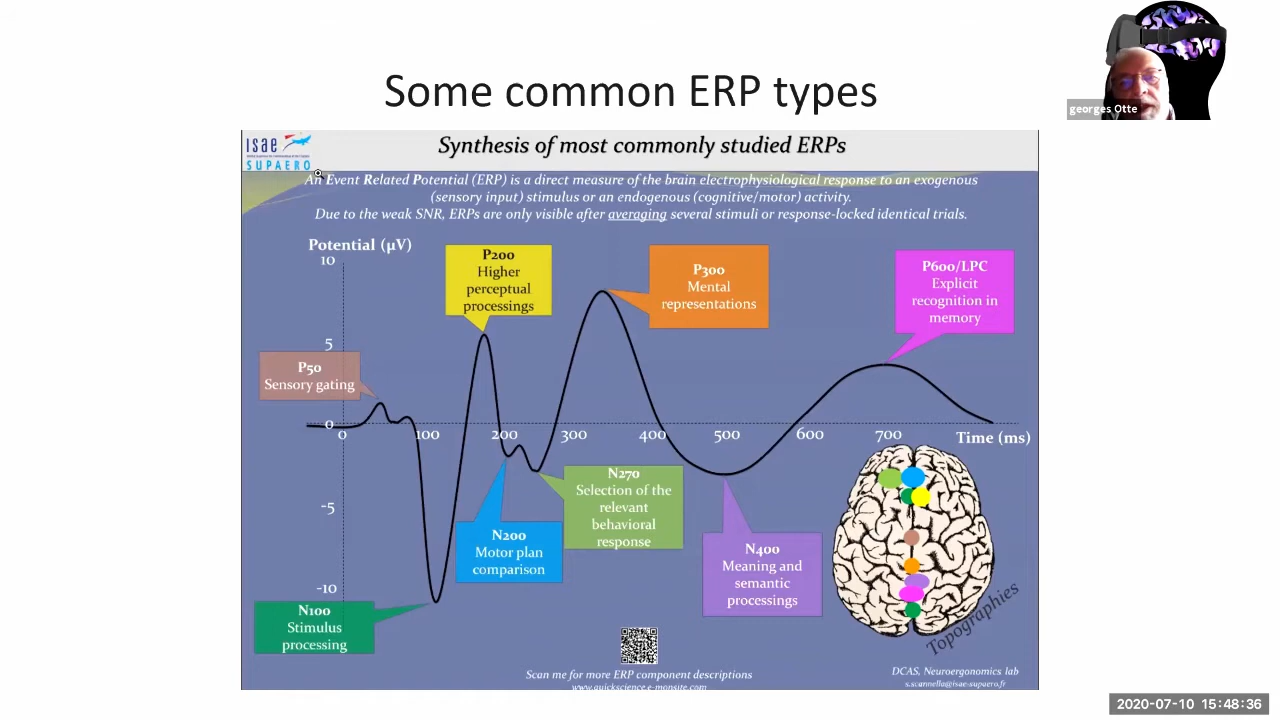 georges Otte
Some common ERP types
isae
SUPAERO
Synthesis of most commonly studied ERPs
An Event Related Potential (ERP) is a direct measure of the brain electrophysiological response to an exogenous
(sensory input) stimulus or an endogenous (cognitive/motor) activity.
Due to the weak SNR, ERPs are only visible after averaging several stimuli or response-locked identical trials.
Potential (µV)
10
5
0
-5
-10
P50
Sensory gating
P200
Higher
perceptual
processings
P300
Mental
representations
P600/LPC
Explicit
recognition in
memory
0 100 200 300 400 500 600 700 Time (ms)
N100
Stimulus
processing
N200
Motor plan
comparison
N270
Selection of the
relevant
behavioral
response
N400
Meaning and
semantic
processings
Topographies
Scan me for more ERP component descriptions
www.quickscience.e-monsite.com
DCAS, Neuroergonomics lab
s.scannella@isae-supaero.fr
2020-07-10 15:48:36